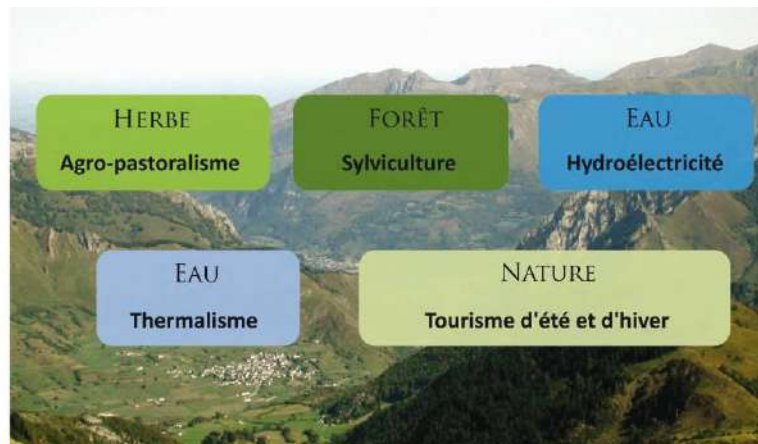 HERBE
Agro-pastoralisme
FORÊT
Sylviculture
EAU
Hydroélectricité
EAU
Thermalisme
NATURE
Tourisme d'été et d'hiver